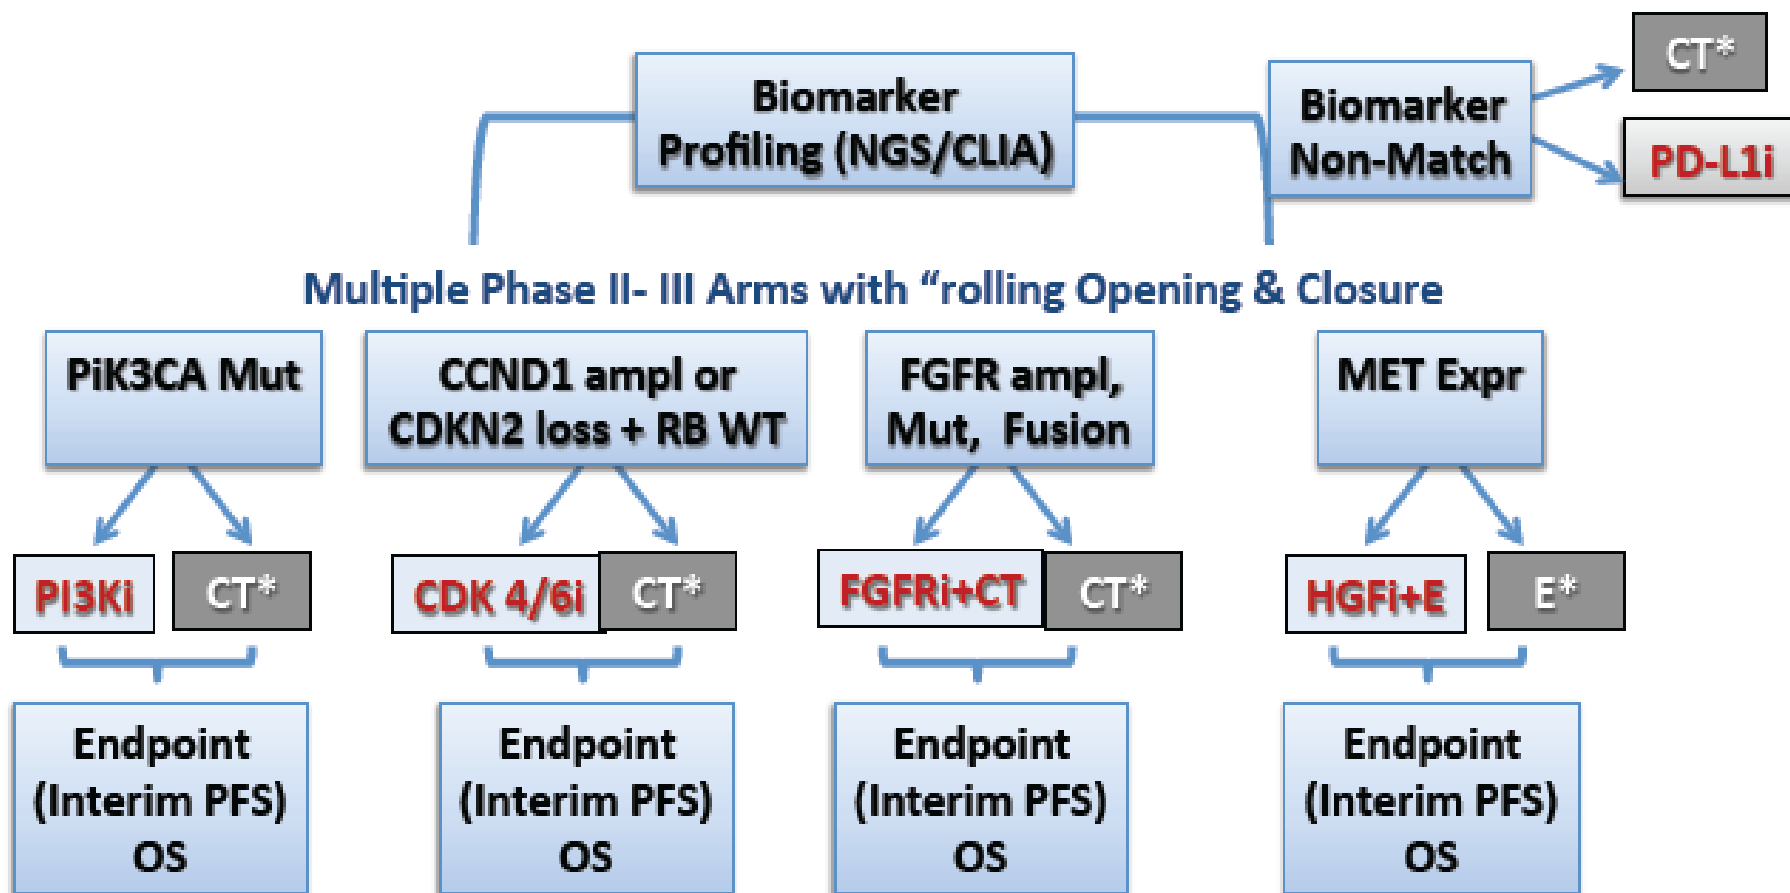 Biomarker
Profiling (NGS/CLIA)
Biomarker
Non-Match
CT*
PD-L1i
Multiple Phase II- III Arms with “rolling Opening & Closure
PiK3CA Mut
CCND1 ampl or
CDKN2 loss + RB WT
FGFR ampl,
Mut, Fusion
MET Expr
PI3Ki
CT*
CDK 4/6i
CT*
FGFRi+CT
CT*
HGFi+E
E*
Endpoint
(Interim PFS)
OS
Endpoint
(Interim PFS)
OS
Endpoint
(Interim PFS)
OS
Endpoint
(Interim PFS)
OS